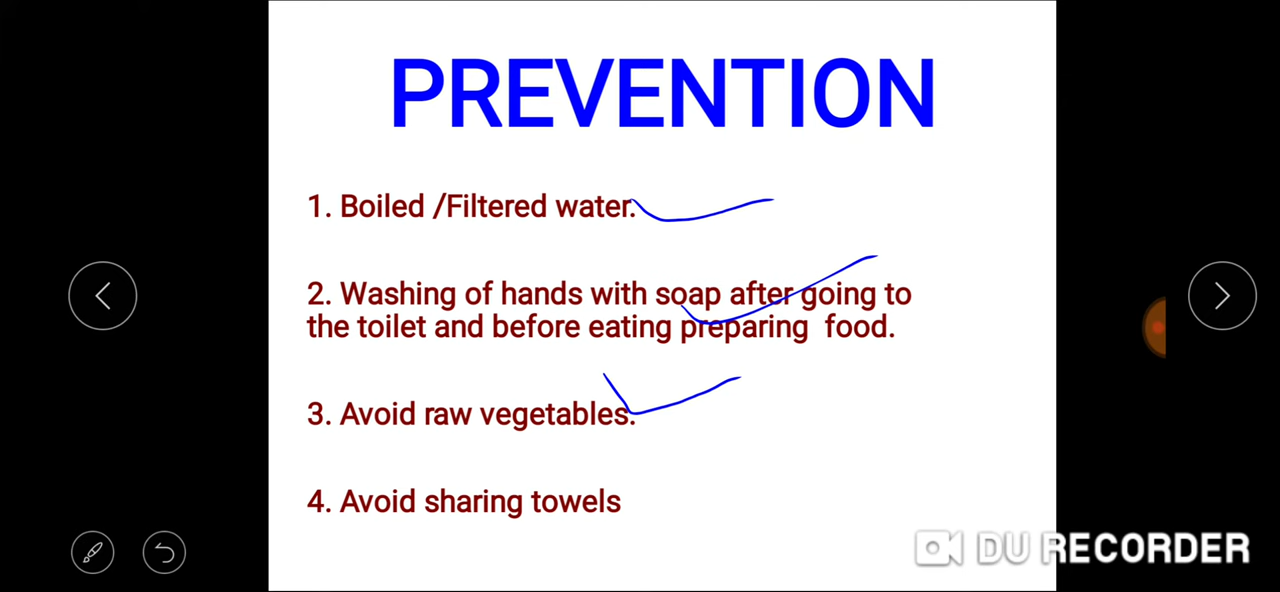 PREVENTION
1. Boiled /Filtered water.
2. Washing of hands with soap after going to
the toilet and before eating preparing food.
3. Avoid raw vegetables.
4. Avoid sharing towels
DU RECORDER